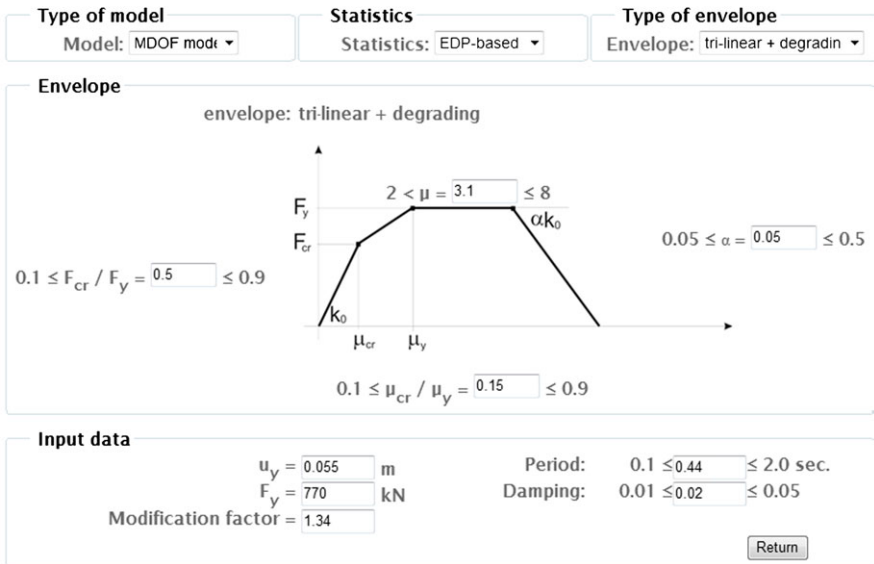 Type of model
Statistics
Type of envelope
Model: MDOF mode
Statistics: EDP-based
Envelope: tri-linear + degradin
Envelope
envelope: tri-linear + degrading
2 < μ = 3.1 ≤ 8
Fy
αk₀
Fcr
0.05 ≤ α = 0.05 ≤ 0.5
0.1 ≤ Fcr / Fy = 0.5 ≤ 0.9
k₀
μcr μy
0.1 ≤ μcr / μy = 0.15 ≤ 0.9
Input data
uy = 0.055 m
Period: 0.1 ≤ 0.44 ≤ 2.0 sec.
Fy = 770 kN
Damping: 0.01 ≤ 0.02 ≤ 0.05
Modification factor = 1.34
Return